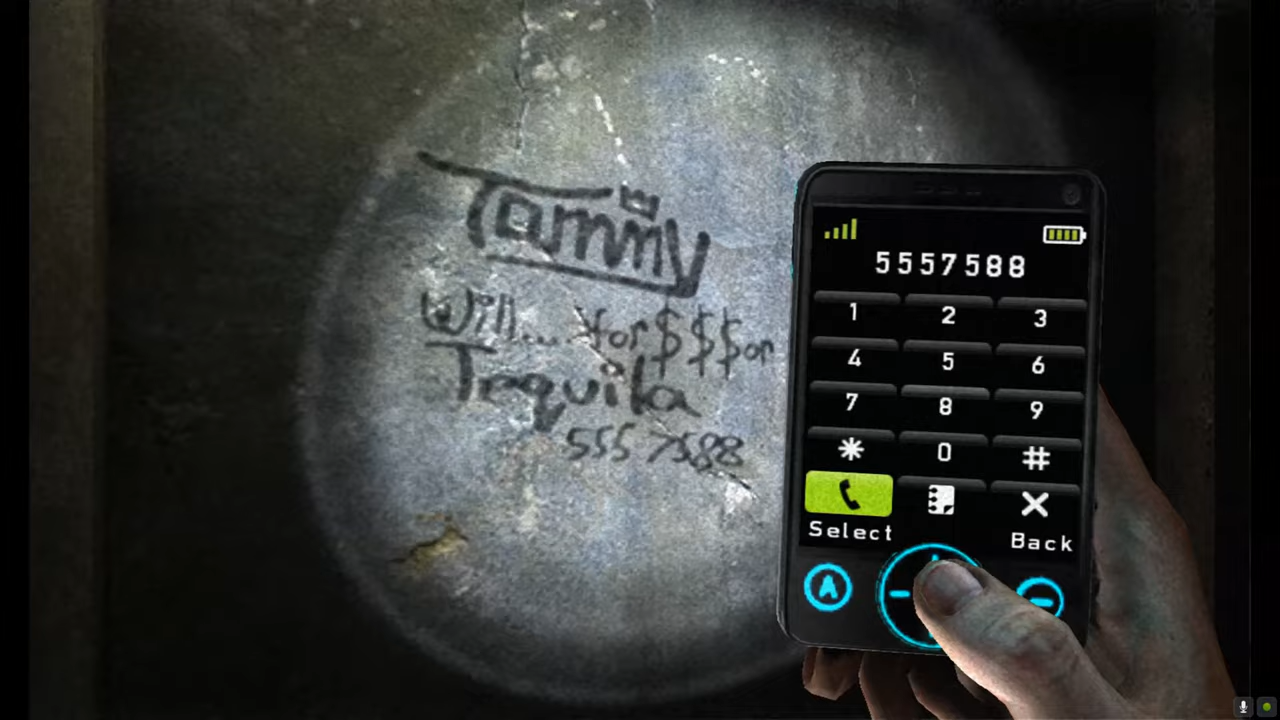 Tammy
Will... for $$$ or
Tequila
555 7588
5557588
1 2 3
4 5 6
7 8 9
* 0 #
Select Back
A